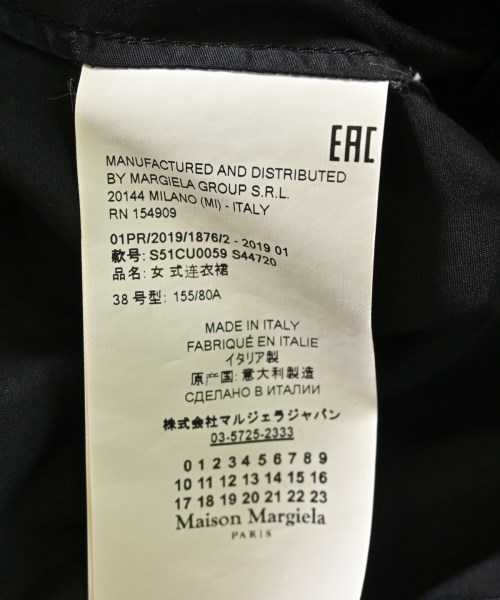 EAC
MANUFACTURED AND DISTRIBUTED
BY MARGIELA GROUP S.R.L.
20144 MILANO (MI) - ITALY
RN 154909
01PR/2019/1876/2 - 2019 01
款号: S51CU0059 S44720
品名: 女 式连衣裙
38 号型: 155/80A
MADE IN ITALY
FABRIQUÉ EN ITALIE
イタリア製
原产国: 意大利製造
СДЕЛАНО В ИТАЛИИ
株式会社マルジェラジャパン
03-5725-2333
0 1 2 3 4 5 6 7 8 9
10 11 12 13 14 15 16
17 18 19 20 21 22 23
Maison Margiela
PARIS